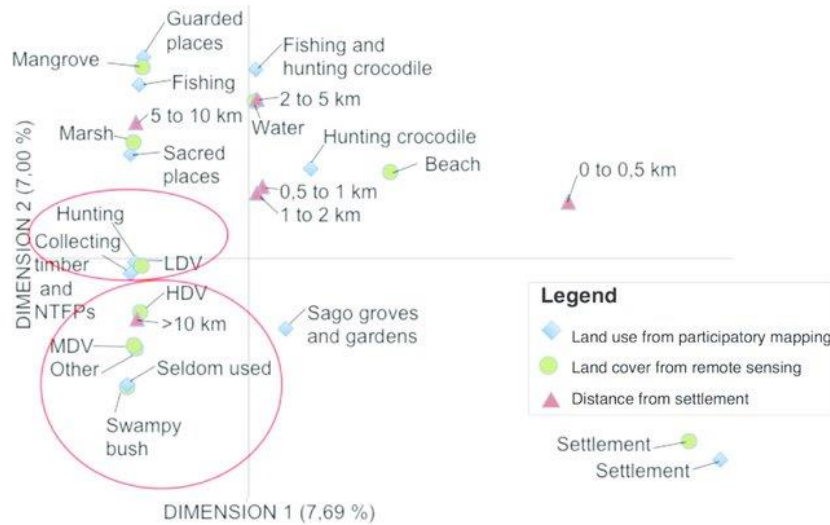 Guarded
places
Mangrove
Fishing and
hunting crocodile
Fishing
2 to 5 km
5 to 10 km
Water
Marsh
Hunting crocodile
Sacred
places
Beach
0 to 0,5 km
0,5 to 1 km
1 to 2 km
Hunting
Collecting
timber
and
NTFPs
LDV
HDV
>10 km
Sago groves
and gardens
MDV
Other
Seldom used
Swampy
bush
DIMENSION 2 (7,00 %)
DIMENSION 1 (7,69 %)
Legend
Land use from participatory mapping
Land cover from remote sensing
Distance from settlement
Settlement
Settlement